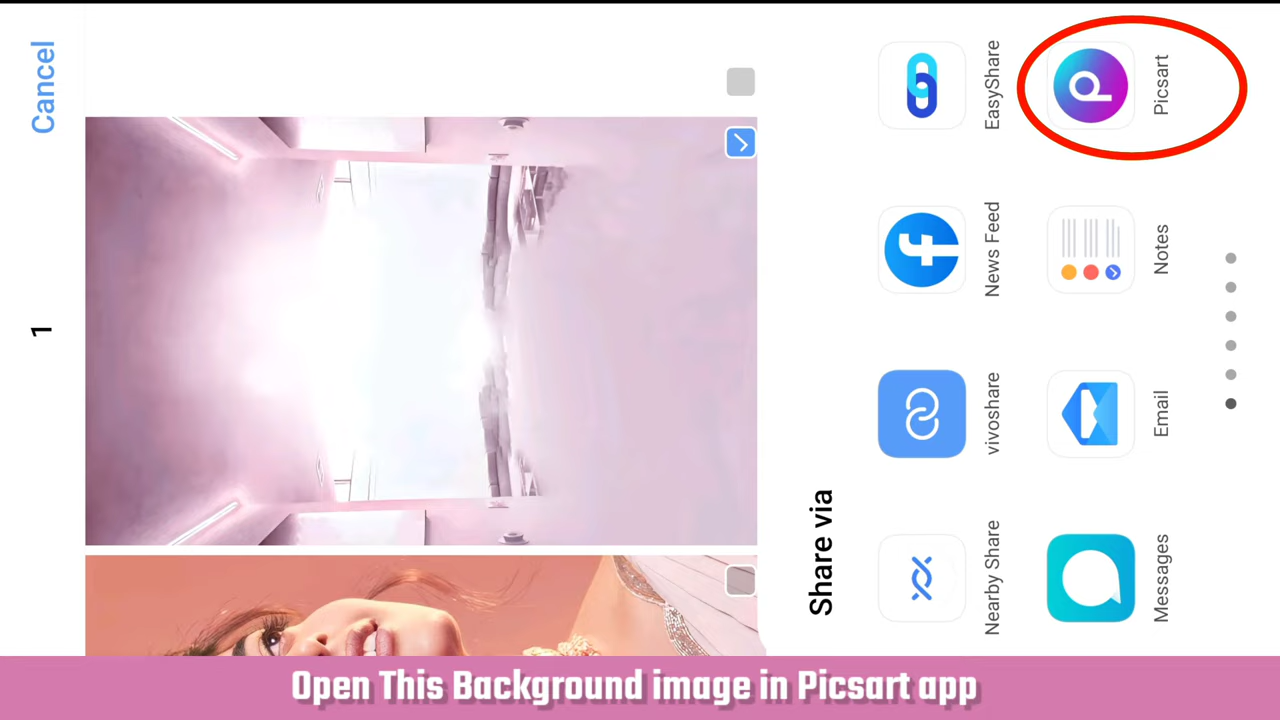 Cancel
1
Share via
Nearby Share
vivoshare
News Feed
EasyShare
Messages
Email
Notes
Picsart
Open This Background image in Picsart app